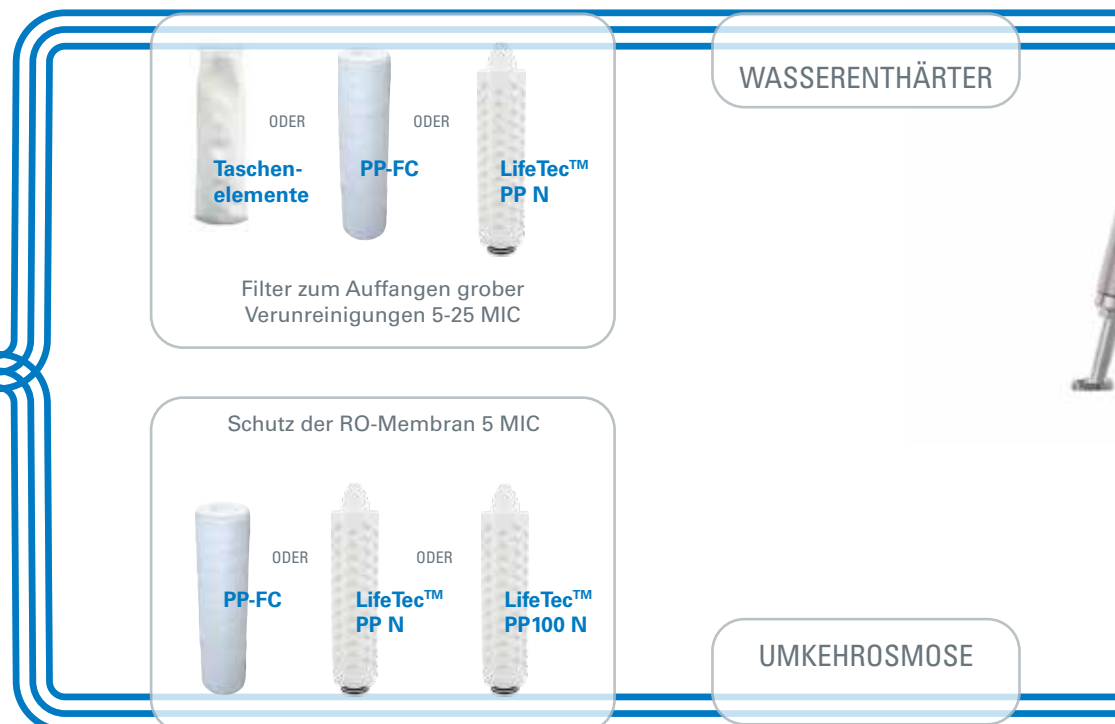 ODER
ODER
Taschen-
elemente
PP-FC
LifeTec™
PP N
Filter zum Auffangen grober
Verunreinigungen 5-25 MIC
WASSERENTHÄRTER
Schutz der RO-Membran 5 MIC
ODER
ODER
PP-FC
LifeTec™
PP N
LifeTec™
PP100 N
UMKEHROSMOSE